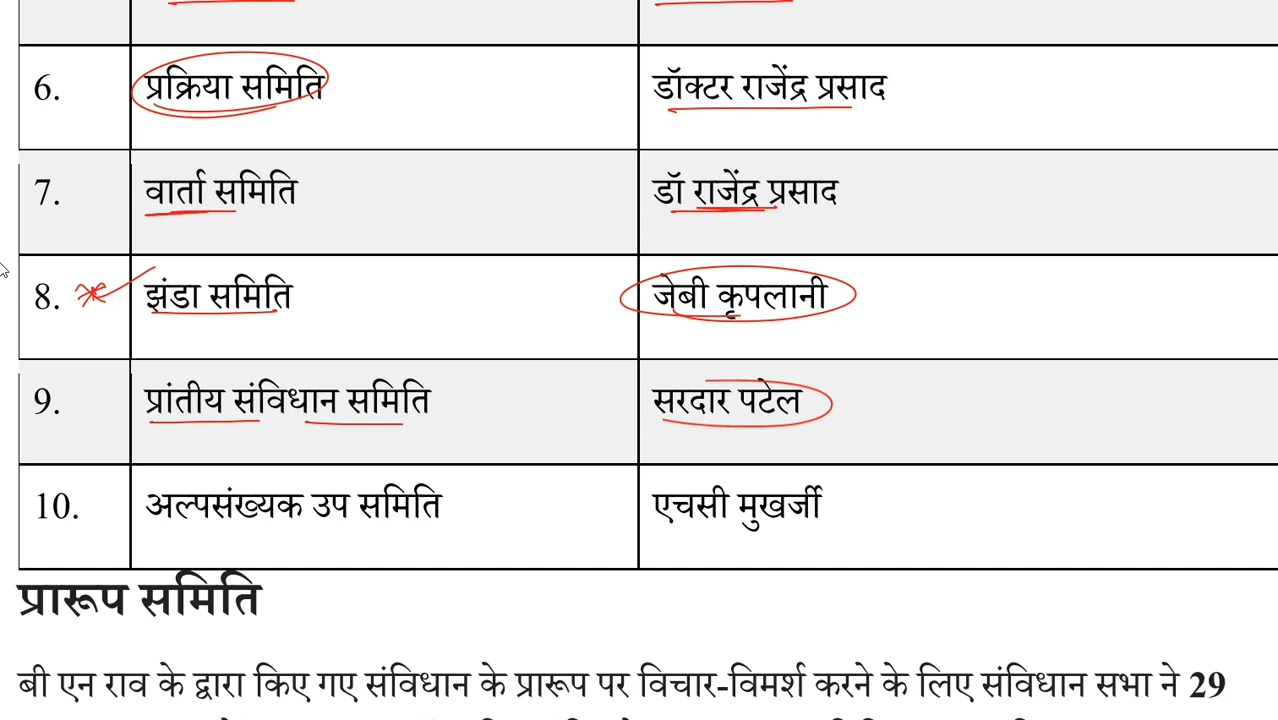 6. प्रक्रिया समिति डॉक्टर राजेंद्र प्रसाद
7. वार्ता समिति डॉ राजेंद्र प्रसाद
8. झंडा समिति जेबी कृपलानी
9. प्रांतीय संविधान समिति सरदार पटेल
10. अल्पसंख्यक उप समिति एचसी मुखर्जी
प्रारूप समिति
बी एन राव के द्वारा किए गए संविधान के प्रारूप पर विचार-विमर्श करने के लिए संविधान सभा ने 29